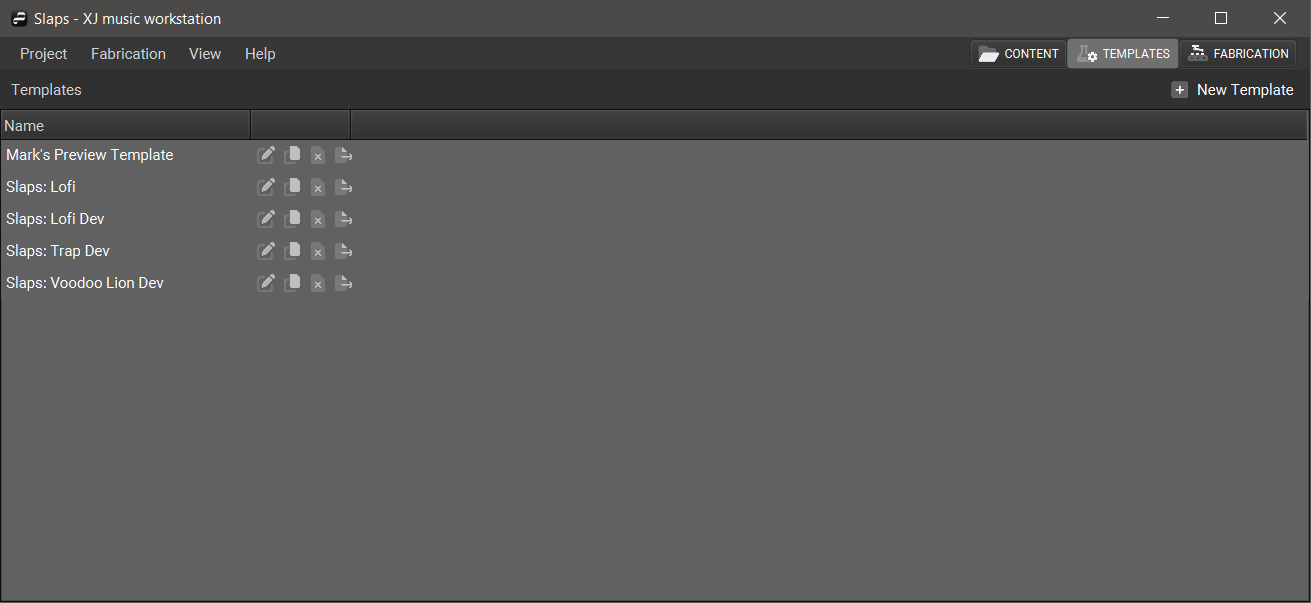 Slaps - XJ music workstation
Project Fabrication View Help CONTENT TEMPLATES FABRICATION
Templates New Template
Name
Mark's Preview Template
Slaps: Lofi
Slaps: Lofi Dev
Slaps: Trap Dev
Slaps: Voodoo Lion Dev